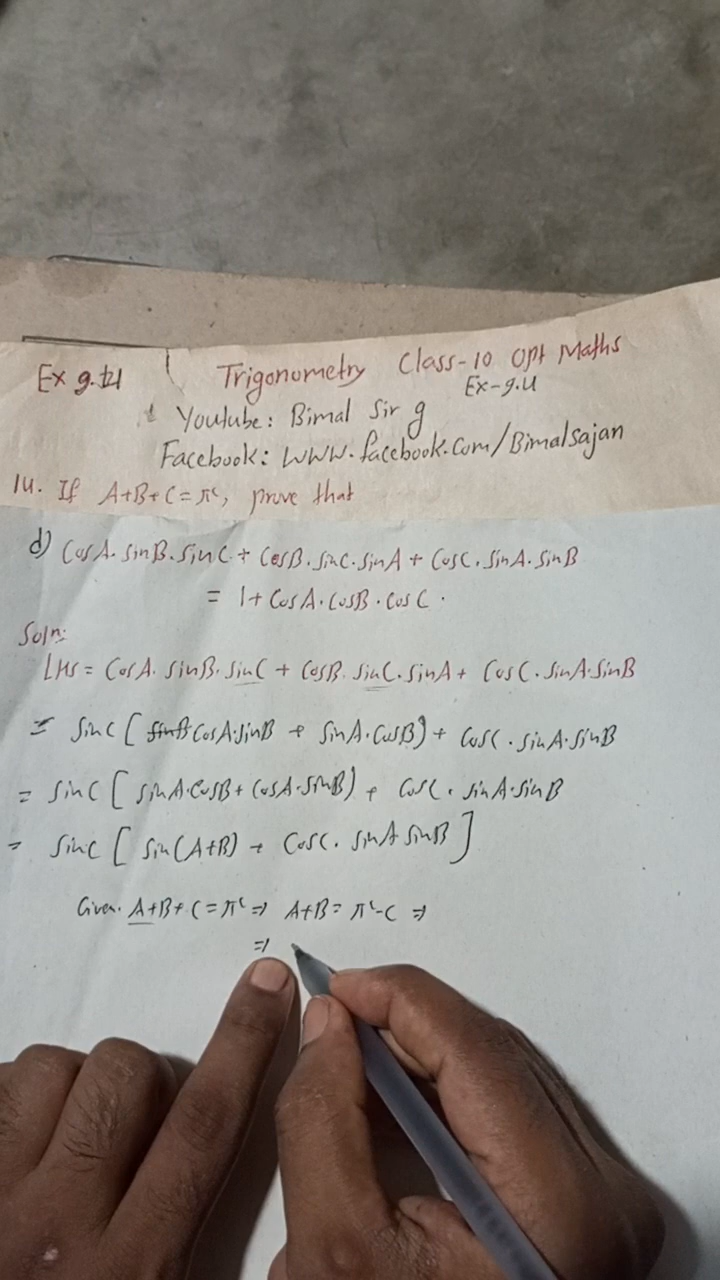 Ex 9.4 Trigonometry Class-10 Opt Maths
Ex-9.4
Youtube: Bimal Sir g
Facebook: www.facebook.com/Bimalsajan
14. If A+B+C=πᶜ, prove that
d) CosA. sinB. SinC + CosB. sinC. sinA + CosC. sinA. sinB
= 1+ CosA. CosB. CosC.
Soln:
LHS = CosA. sinB. sinC + CosB. sinC. sinA + CosC. sinA. sinB
= SinC [ CosA. sinB + SinA. CosB) + CosC. sinA. sinB
= SinC [ SinA. CosB + CosA. SinB) + CosC. sinA. sinB
= SinC [ Sin(A+B) + CosC. SinA SinB ]
Given. A+B+C=πᶜ ⇒ A+B = πᶜ-C ⇒
⇒